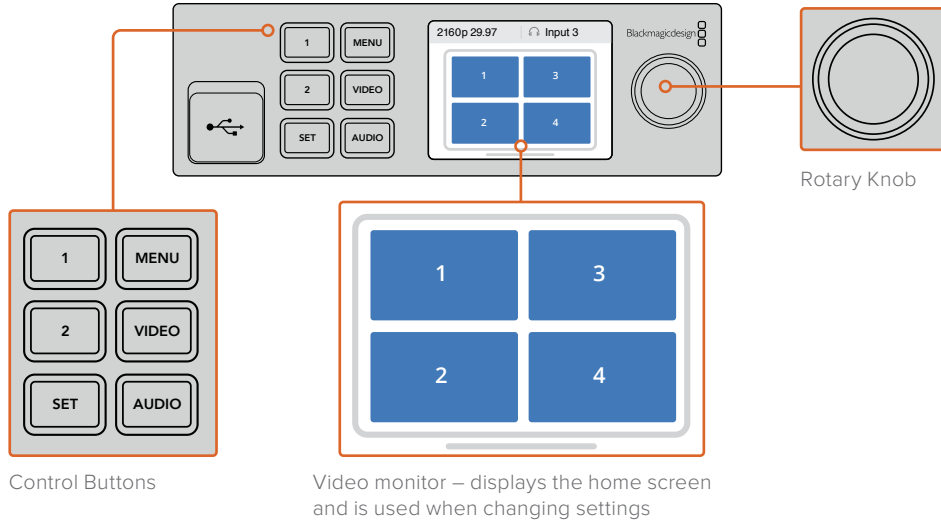 1 MENU
2 VIDEO
SET AUDIO
2160p 29.97 Input 3
1 3
2 4
Blackmagicdesign
Rotary Knob
1 MENU
2 VIDEO
SET AUDIO
1 3
2 4
Control Buttons
Video monitor – displays the home screen
and is used when changing settings